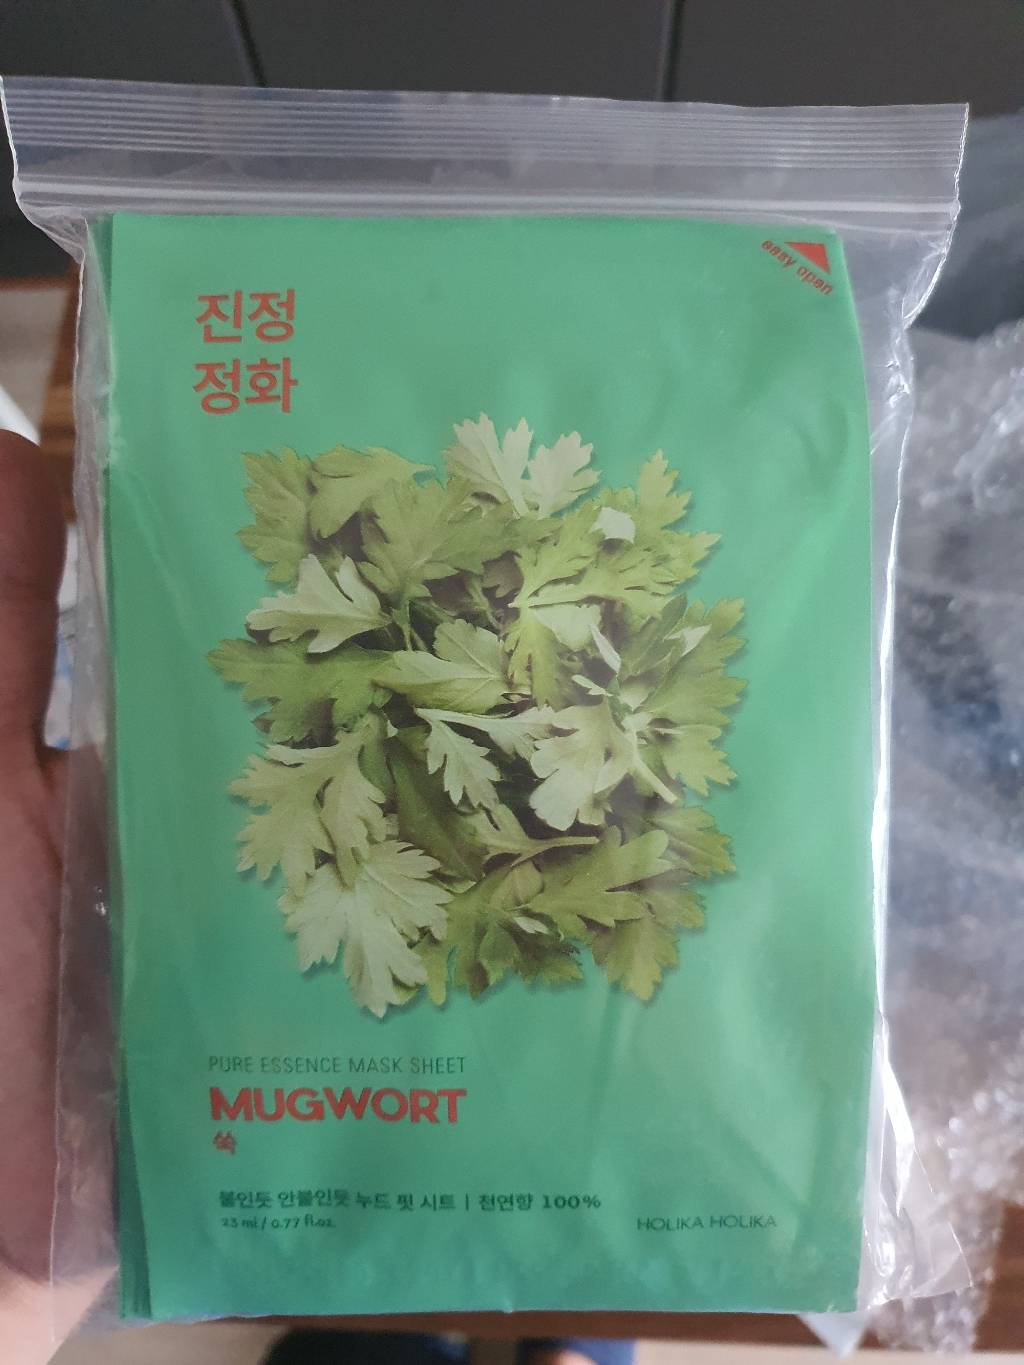 easy open
진정
정화
PURE ESSENCE MASK SHEET
MUGWORT
쑥
붙인듯 안붙인듯 누드 핏 시트 | 천연향 100%
23 ml / 0.77 fl.oz.
HOLIKA HOLIKA